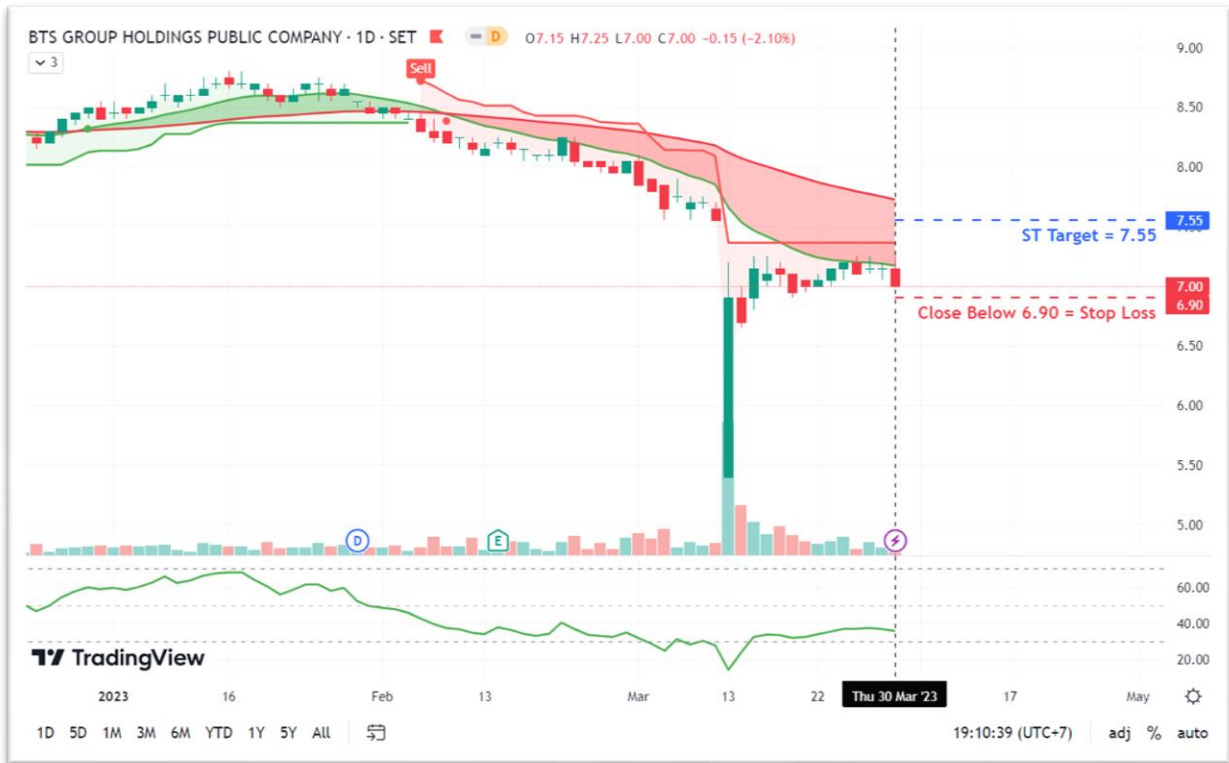 BTS GROUP HOLDINGS PUBLIC COMPANY · 1D · SET D O7.15 H7.25 L7.00 C7.00 −0.15 (−2.10%)
3
Sell
9.00
8.50
8.00
7.55
ST Target = 7.55
7.00
6.90
Close Below 6.90 = Stop Loss
6.50
6.00
5.50
5.00
D
E
60.00
40.00
20.00
TradingView
2023 16 Feb 13 Mar 13 22 Thu 30 Mar '23 17 May
1D 5D 1M 3M 6M YTD 1Y 5Y All 19:10:39 (UTC+7) adj % auto